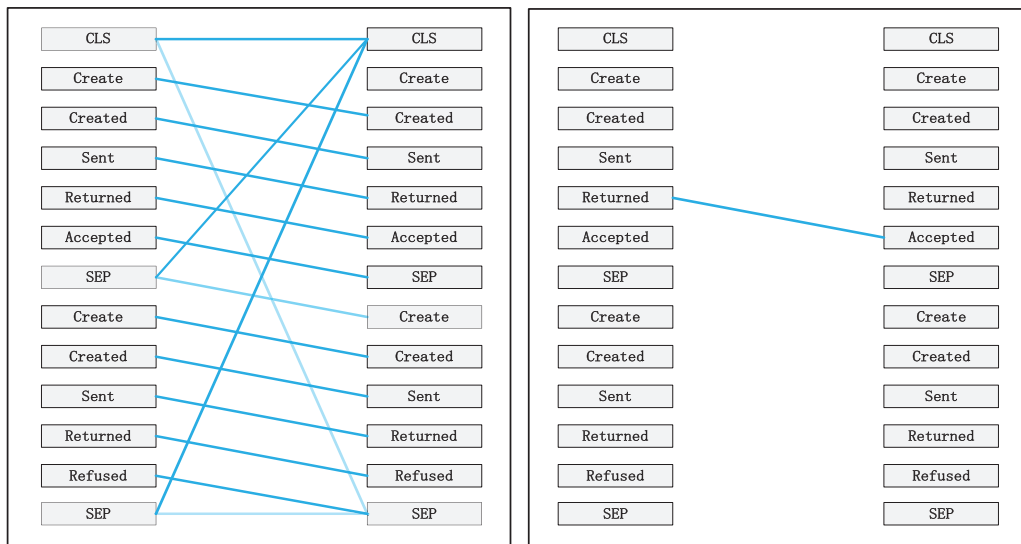 CLS CLS CLS CLS
Create Create Create Create
Created Created Created Created
Sent Sent Sent Sent
Returned Returned Returned Returned
Accepted Accepted Accepted Accepted
SEP SEP SEP SEP
Create Create Create Create
Created Created Created Created
Sent Sent Sent Sent
Returned Returned Returned Returned
Refused Refused Refused Refused
SEP SEP SEP SEP